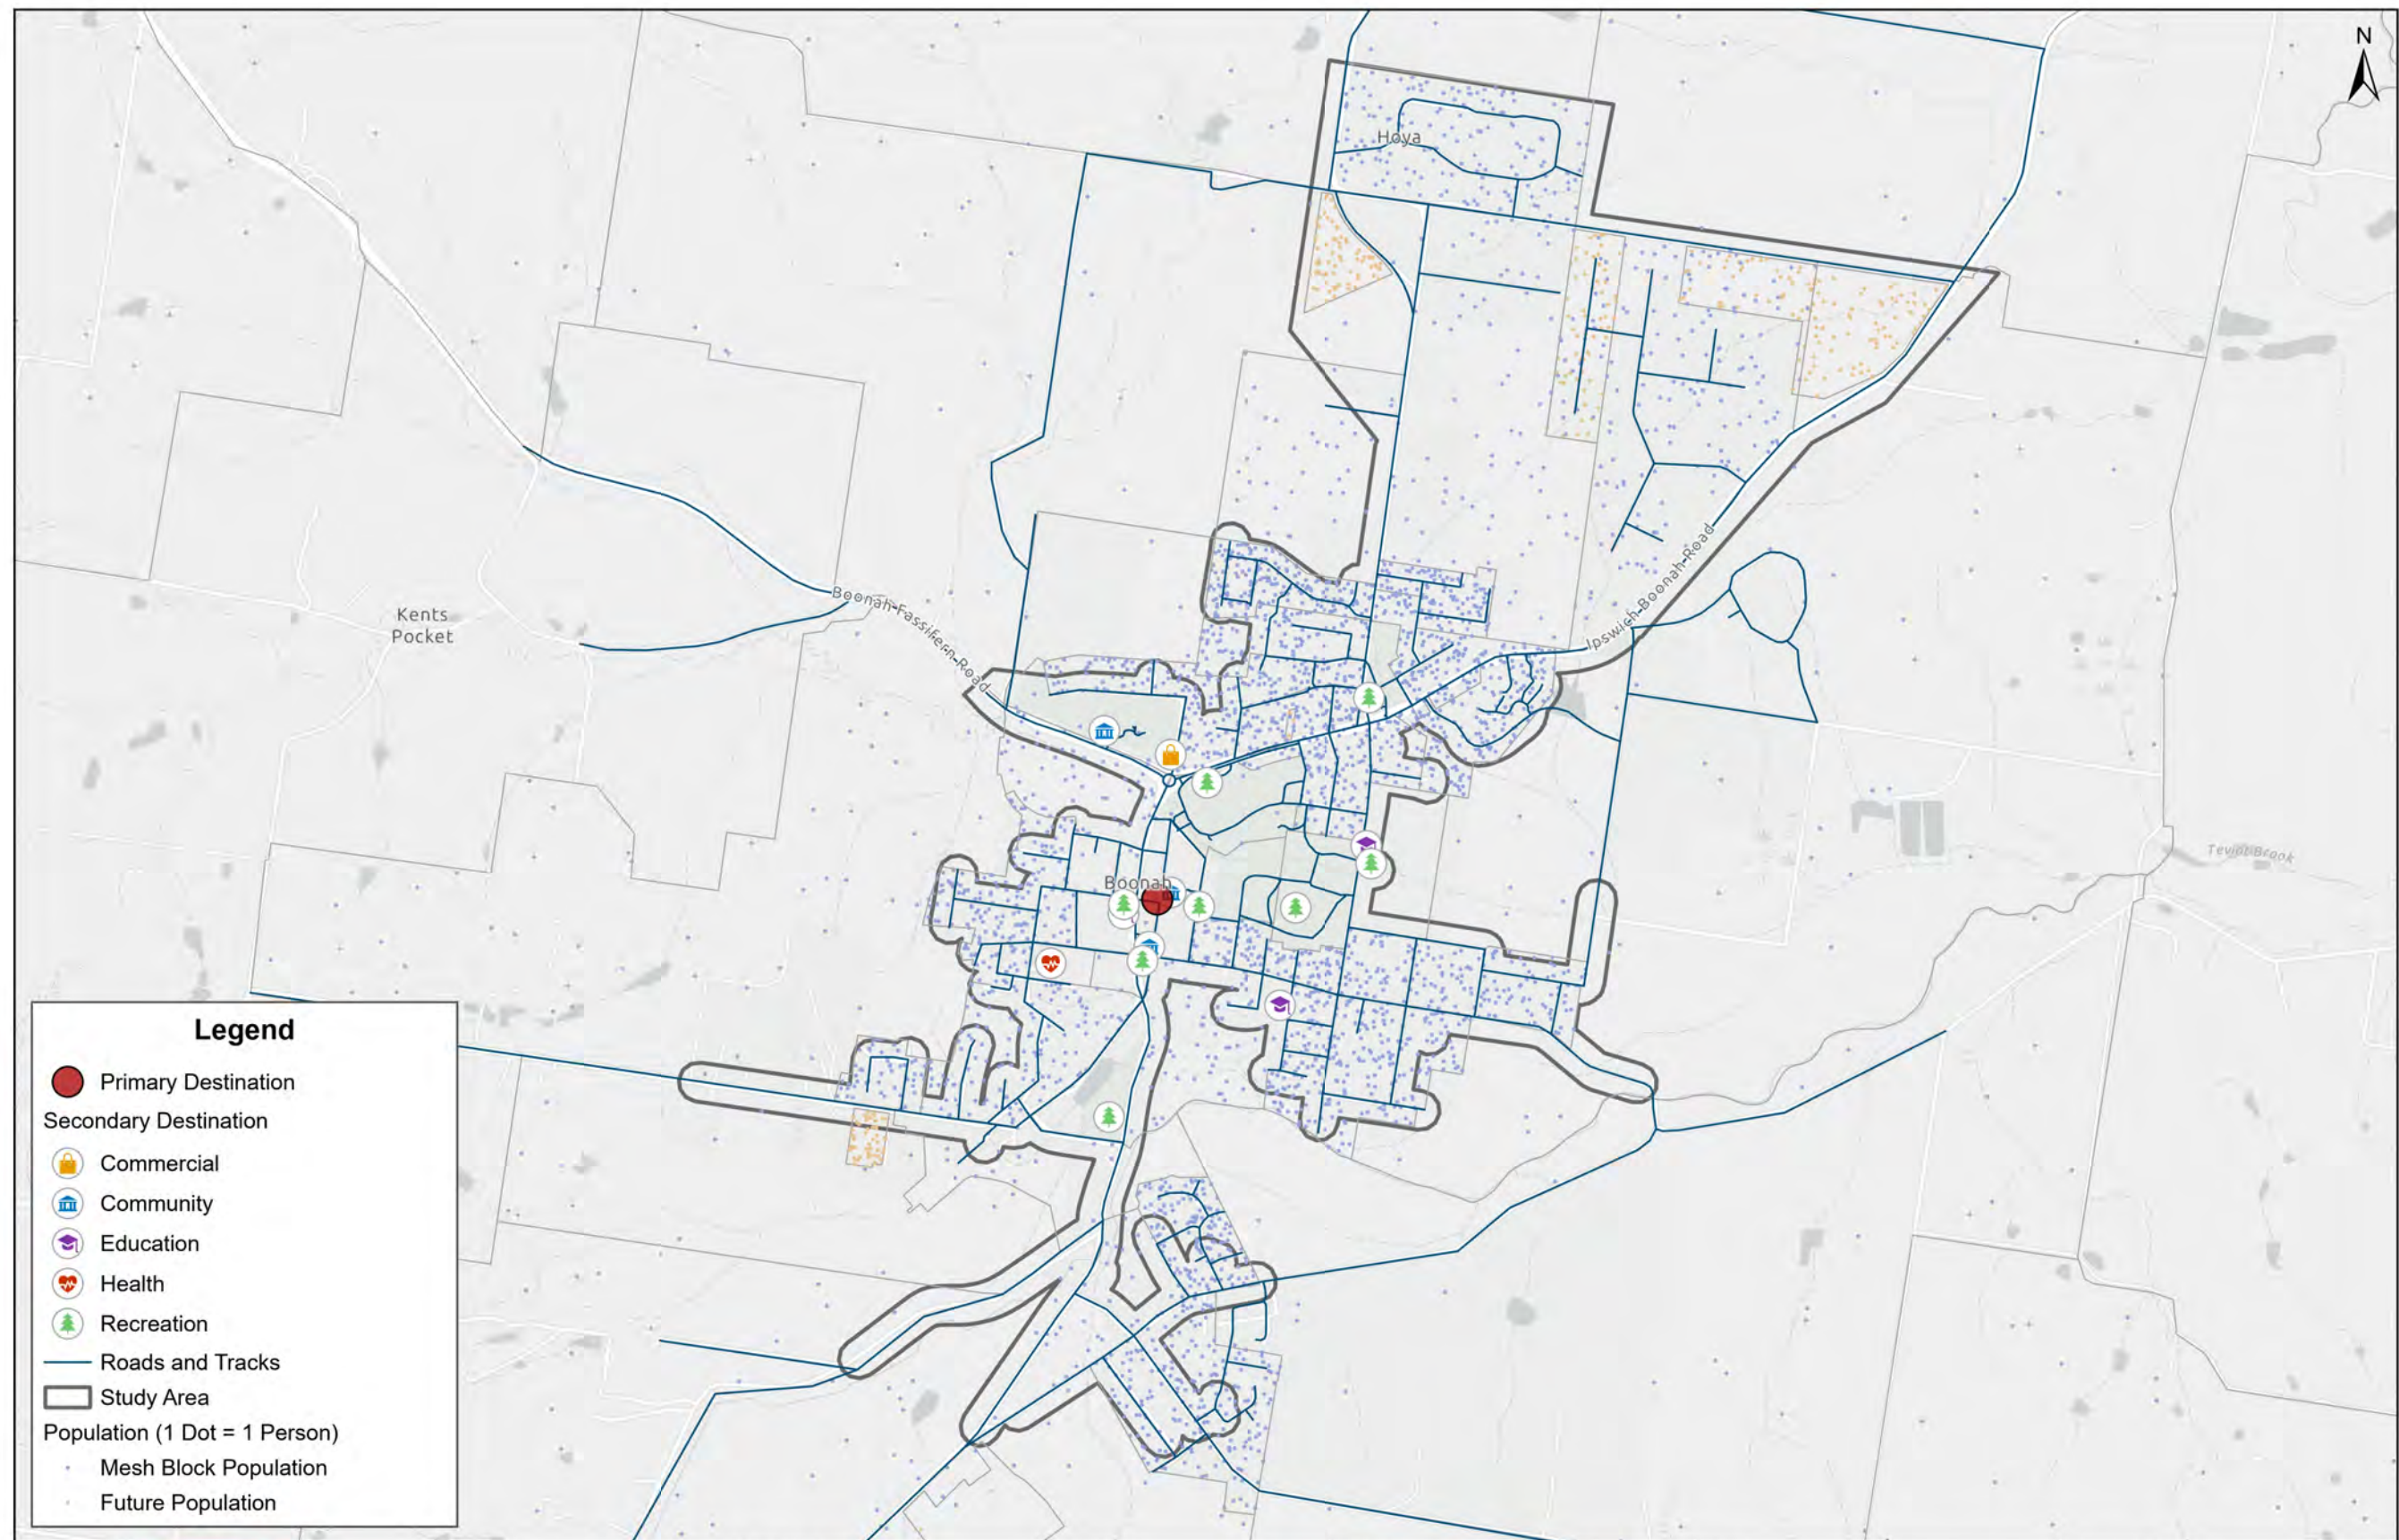 N
Hoya
Kents
Pocket
Boonah-Fassifern-Road
Ipswich-Boonah-Road
Boonah
Teviot Brook
Legend
Primary Destination
Secondary Destination
Commercial
Community
Education
Health
Recreation
Roads and Tracks
Study Area
Population (1 Dot = 1 Person)
Mesh Block Population
Future Population